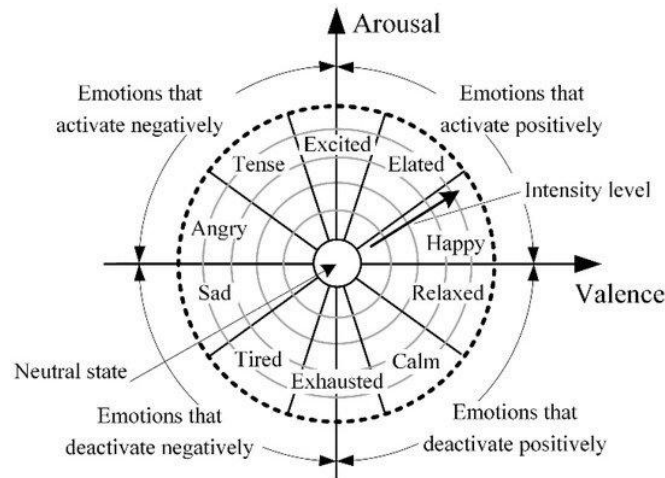 Arousal
Emotions that
activate negatively
Emotions that
activate positively
Excited
Tense
Elated
Intensity level
Angry
Happy
Valence
Sad
Relaxed
Neutral state
Tired
Calm
Exhausted
Emotions that
deactivate negatively
Emotions that
deactivate positively